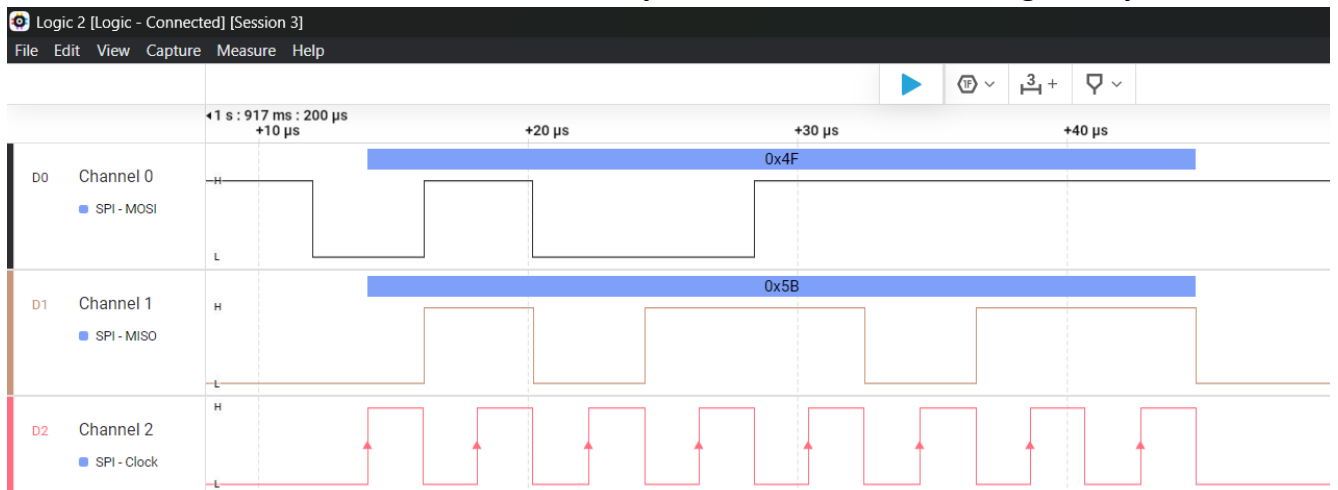 Logic 2 [Logic - Connected] [Session 3]
File Edit View Capture Measure Help
1F 3 +
1 s : 917 ms : 200 µs
+10 µs +20 µs +30 µs +40 µs
0x4F
D0 Channel 0 H
SPI - MOSI
L
0x5B
D1 Channel 1 H
SPI - MISO
L
H
D2 Channel 2
SPI - Clock
L